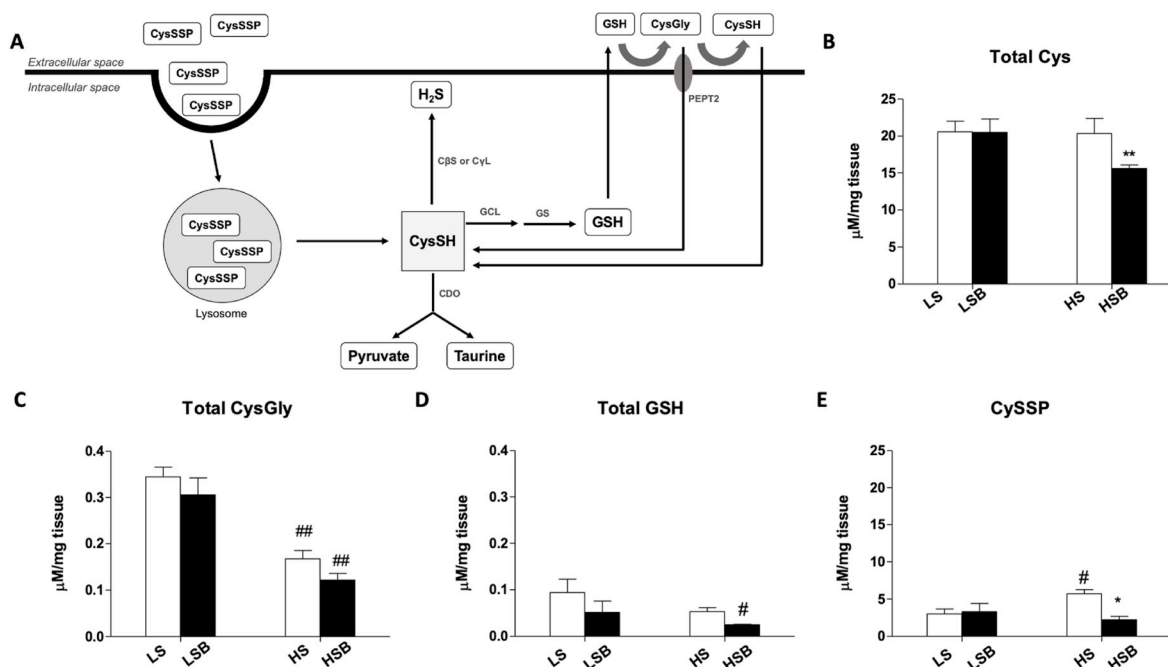 A
CysSSP
CysSSP
CysSSP
CysSSP
Extracellular space
Intracellular space
GSH
CysGly
CysSH
PEPT2
H₂S
CβS or CγL
CysSSP
CysSSP
CysSSP
Lysosome
CysSH
GCL
GS
GSH
CDO
Pyruvate
Taurine
B
Total Cys
μM/mg tissue
25
20
15
10
5
0
**
LS
LSB
HS
HSB
C
Total CysGly
μM/mg tissue
0.4
0.3
0.2
0.1
0.0
##
##
LS
LSB
HS
HSB
D
Total GSH
μM/mg tissue
0.4
0.3
0.2
0.1
0.0
#
LS
LSB
HS
HSB
E
CySSP
μM/mg tissue
25
20
15
10
5
0
#
*
LS
LSB
HS
HSB